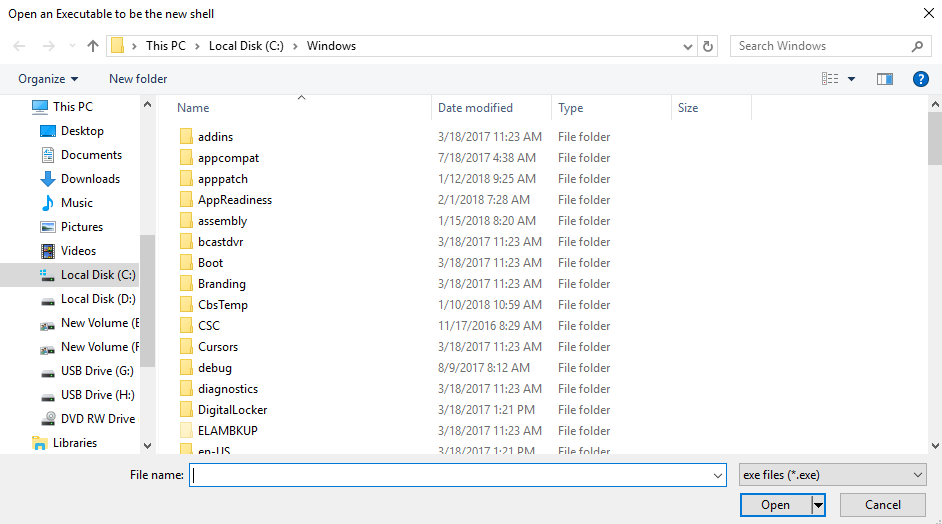 Open an Executable to be the new shell
This PC > Local Disk (C:) > Windows
Search Windows
Organize New folder
Name Date modified Type Size
This PC
Desktop
Documents
Downloads
Music
Pictures
Videos
Local Disk (C:)
Local Disk (D:)
New Volume (E
New Volume (F
USB Drive (G:)
USB Drive (H:)
DVD RW Drive
Libraries
addins 3/18/2017 11:23 AM File folder
appcompat 7/18/2017 4:38 AM File folder
apppatch 1/12/2018 9:25 AM File folder
AppReadiness 2/1/2018 7:28 AM File folder
assembly 1/15/2018 8:20 AM File folder
bcastdvr 3/18/2017 11:23 AM File folder
Boot 3/18/2017 11:23 AM File folder
Branding 3/18/2017 11:23 AM File folder
CbsTemp 1/10/2018 10:59 AM File folder
CSC 11/17/2016 8:29 AM File folder
Cursors 3/18/2017 11:23 AM File folder
debug 8/9/2017 8:12 AM File folder
diagnostics 3/18/2017 11:23 AM File folder
DigitalLocker 3/18/2017 1:21 PM File folder
ELAMBKUP 3/18/2017 11:23 AM File folder
en-US 3/18/2017 1:21 PM File folder
File name:
exe files (*.exe)
Open Cancel